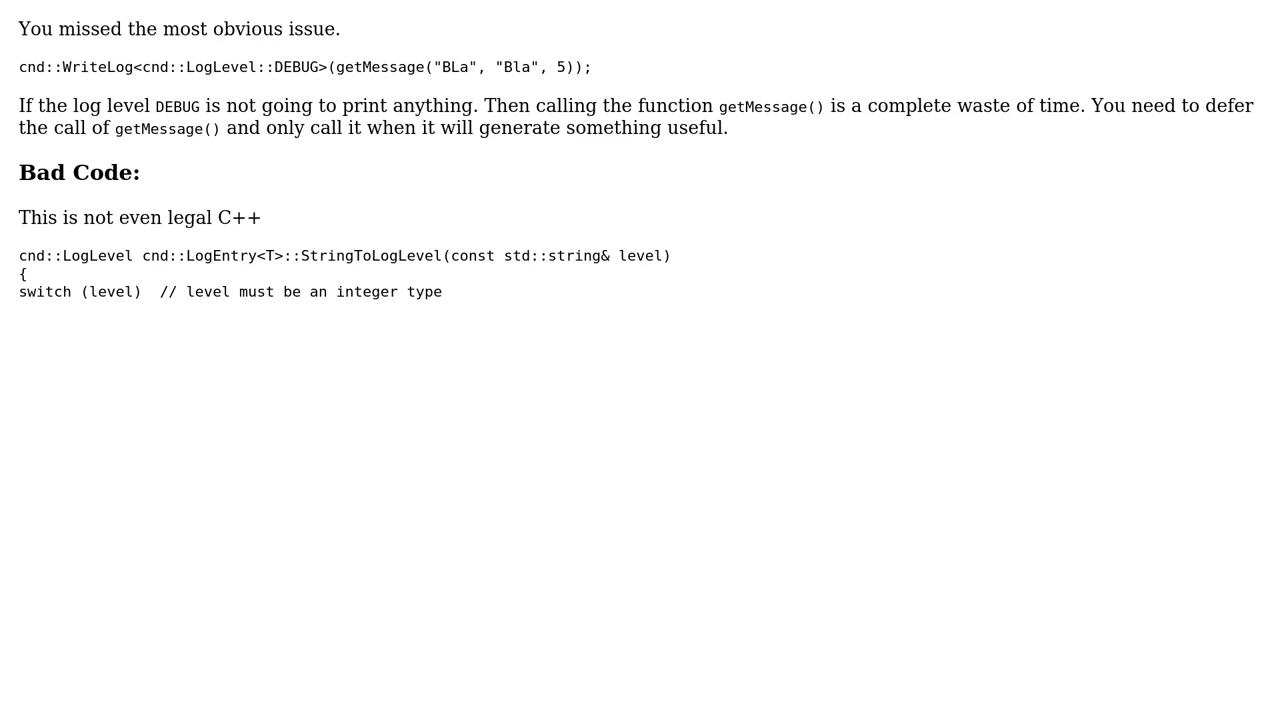 You missed the most obvious issue.
cnd::WriteLog<cnd::LogLevel::DEBUG>(getMessage("BLa", "Bla", 5));
If the log level DEBUG is not going to print anything. Then calling the function getMessage() is a complete waste of time. You need to defer
the call of getMessage() and only call it when it will generate something useful.
Bad Code:
This is not even legal C++
cnd::LogLevel cnd::LogEntry<T>::StringToLogLevel(const std::string& level)
{
switch (level)  // level must be an integer type